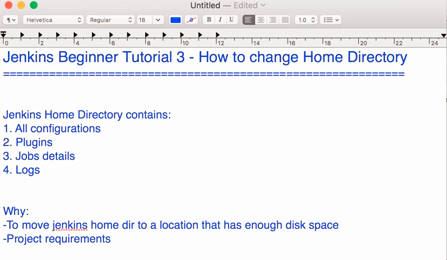 Untitled — Edited
¶
Helvetica
Regular
18
a
B
I
U
1.0
0
2
4
6
8
10
12
14
16
18
20
22
24
Jenkins Beginner Tutorial 3 - How to change Home Directory
=============================================================
Jenkins Home Directory contains:
1. All configurations
2. Plugins
3. Jobs details
4. Logs
Why:
-To move jenkins home dir to a location that has enough disk space
-Project requirements